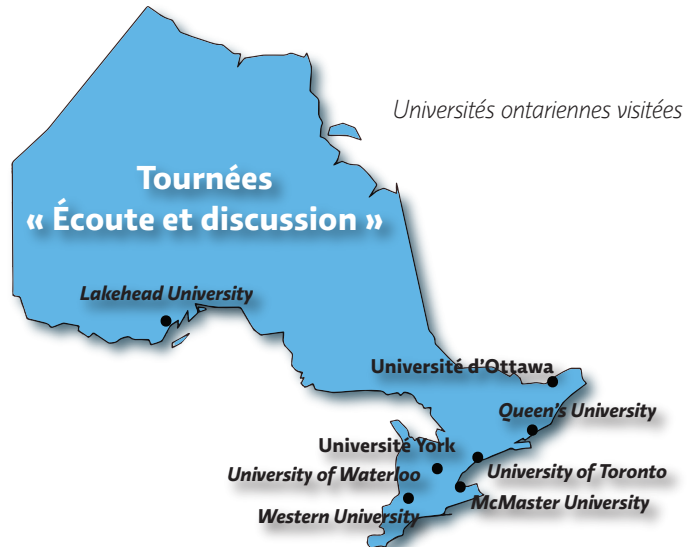 Universités ontariennes visitées
Tournées
« Écoute et discussion »
Lakehead University
Université d'Ottawa
Queen's University
Université York
University of Waterloo
University of Toronto
McMaster University
Western University